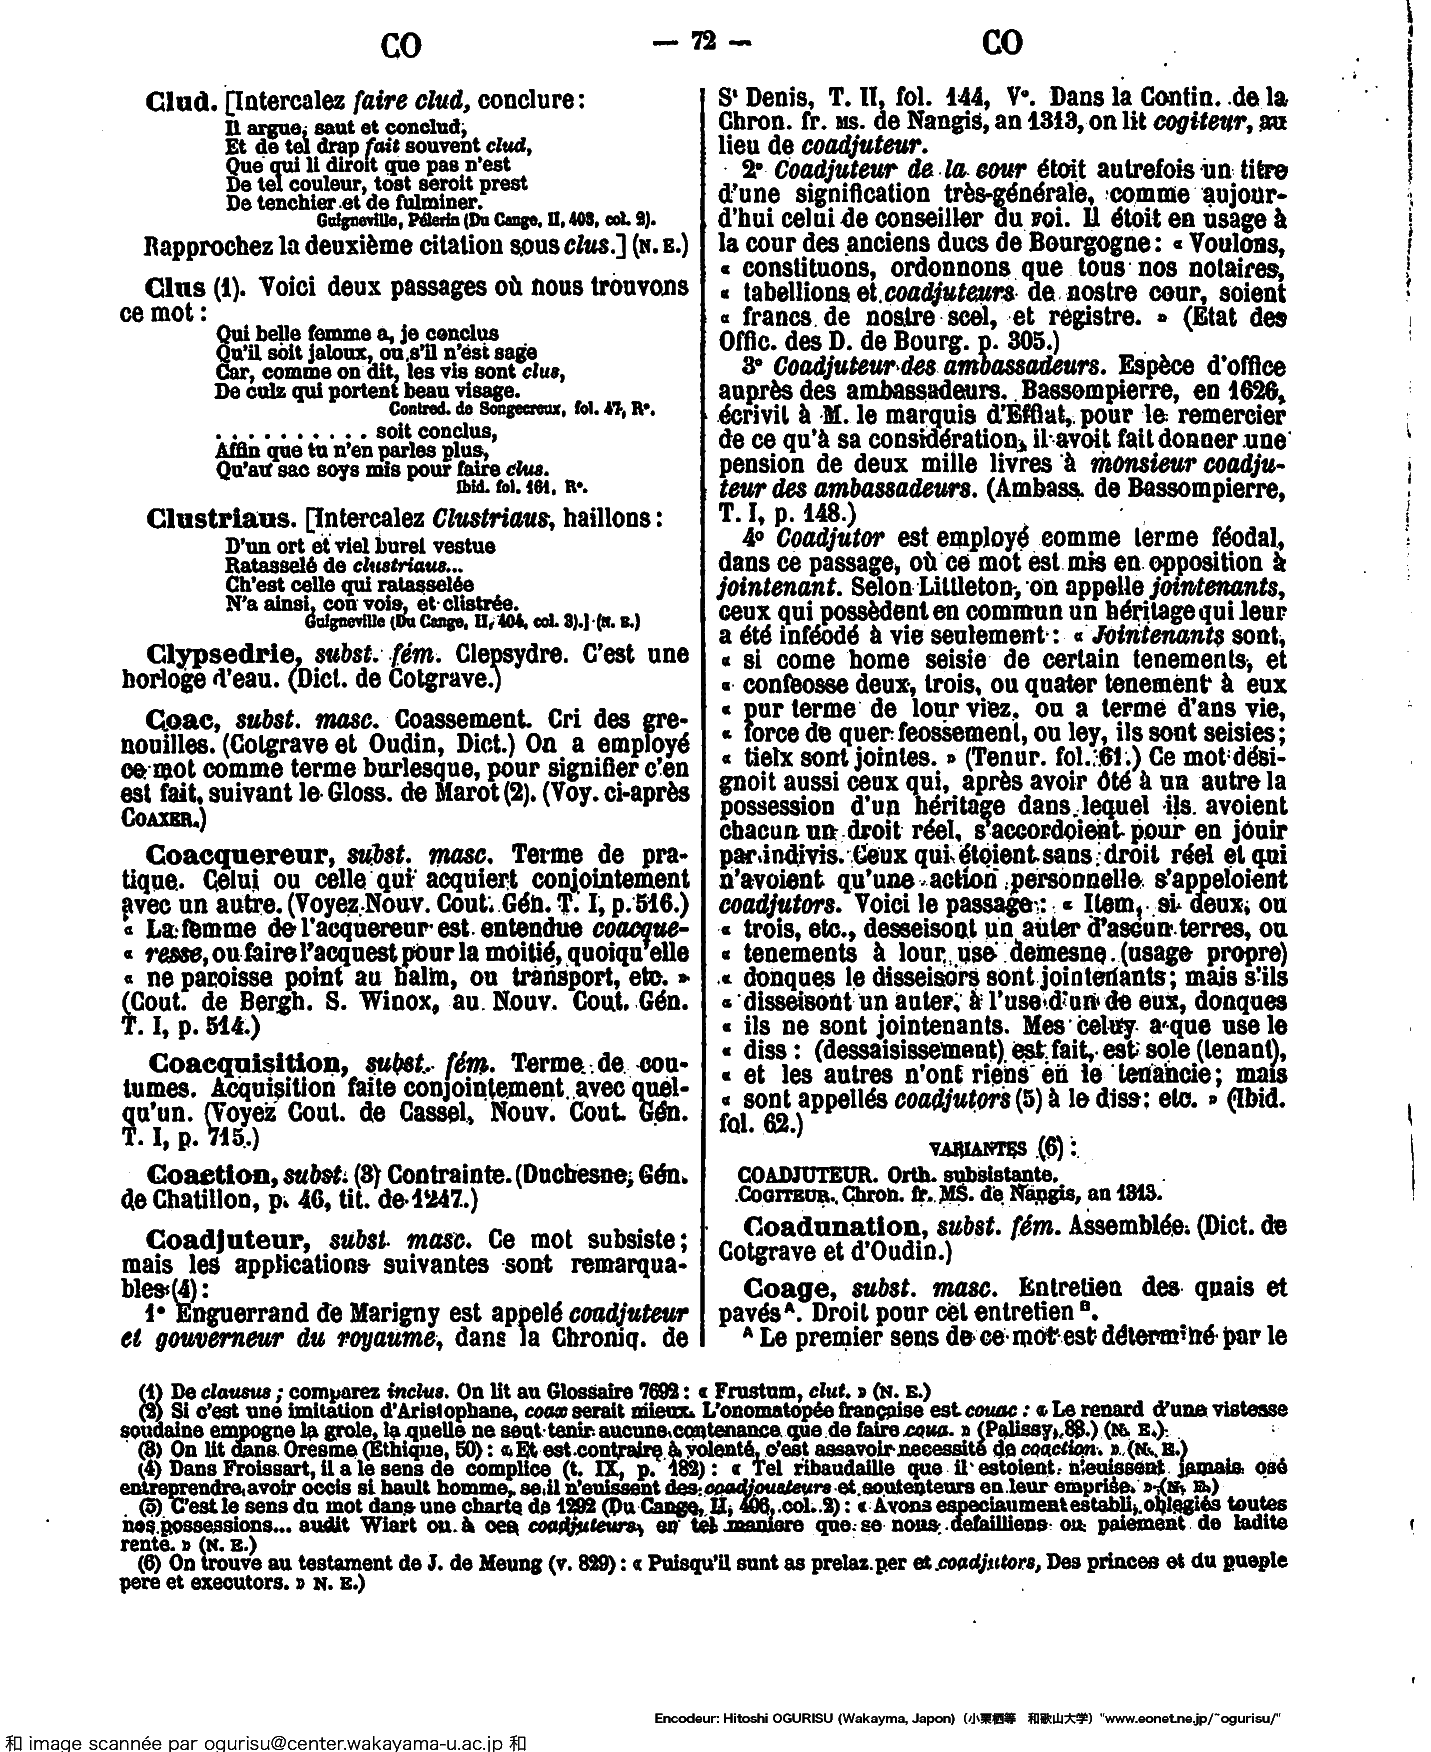 CO — 72 — CO
Clud. [Intercalez faire clud, conclure :
Il argue, saut et conclud,
Et de tel drap fait souvent clud,
Que qui li diroit que pas n'est
De tel couleur, tost seroit prest
De tenchier et de fulminer.
Guigneville, Pélerin (Du Cange, II, 403, col. 2).
Rapprochez la deuxième citation sous clus.] (N. E.)
Clus (1). Voici deux passages où nous trouvons
ce mot :
Qui belle femme a, je conclus
Qu'il soit jaloux, ou s'il n'est sage
Car, comme on dit, les vis sont clus,
De culz qui portent beau visage.
Contred. de Songecreux, fol. 47, R°.
. . . . . . . . . . soit conclus,
Affin que tu n'en parles plus,
Qu'au sac soys mis pour faire clus.
Ibid. fol. 161, R°.
Clustriaus. [Intercalez Clustriaus, haillons :
D'un ort et viel burel vestue
Ratasselé de clustriaus...
Ch'est celle qui ratasselée
N'a ainsi, con vois, et clistrée.
Guigneville (Du Cange, II, 404, col. 3).] (N. E.)
Clypsedrie, subst. fém. Clepsydre. C'est une
horloge d'eau. (Dict. de Cotgrave.)
Coac, subst. masc. Coassement. Cri des gre-
nouilles. (Cotgrave et Oudin, Dict.) On a employé
ce mot comme terme burlesque, pour signifier c'en
est fait, suivant le Gloss. de Marot (2). (Voy. ci-après
COAXER.)
Coacquereur, subst. masc. Terme de pra-
tique. Celui ou celle qui acquiert conjointement
avec un autre. (Voyez Nouv. Cout. Gén. T. I, p. 516.)
« La femme de l'acquereur est entendue coacque-
« resse, ou faire l'acquest pour la moitié, quoiqu'elle
« ne paroisse point au balm, ou transport, etc. »
(Cout. de Bergh. S. Winox, au Nouv. Cout. Gén.
T. I, p. 514.)
Coacquisition, subst. fém. Terme de cou-
tumes. Acquisition faite conjointement avec quel-
qu'un. (Voyez Cout. de Cassel, Nouv. Cout. Gén.
T. I, p. 715.)
Coaction, subst. (3) Contrainte. (Duchesne, Gén.
de Chatillon, p. 46, tit. de 1247.)
Coadjuteur, subst. masc. Ce mot subsiste ;
mais les applications suivantes sont remarqua-
bles (4) :
1° Enguerrand de Marigny est appelé coadjuteur
et gouverneur du royaume, dans la Chroniq. de
St Denis, T. II, fol. 144, V°. Dans la Contin. de la
Chron. fr. MS. de Nangis, an 1313, on lit cogiteur, au
lieu de coadjuteur.
2° Coadjuteur de la cour étoit autrefois un titre
d'une signification très-générale, comme aujour-
d'hui celui de conseiller du roi. Il étoit en usage à
la cour des anciens ducs de Bourgogne : « Voulons,
« constituons, ordonnons que tous nos notaires,
« tabellions et coadjuteurs de nostre cour, soient
« francs de nostre scel, et registre. » (Etat des
Offic. des D. de Bourg. p. 305.)
3° Coadjuteur des ambassadeurs. Espèce d'office
auprès des ambassadeurs. Bassompierre, en 1626,
écrivit à M. le marquis d'Effiat, pour le remercier
de ce qu'à sa considération, il avoit fait donner une
pension de deux mille livres à monsieur coadju-
teur des ambassadeurs. (Ambass. de Bassompierre,
T. I, p. 148.)
4° Coadjutor est employé comme terme féodal,
dans ce passage, où ce mot est mis en opposition à
jointenant. Selon Littleton, on appelle jointenants,
ceux qui possèdent en commun un héritage qui leur
a été inféodé à vie seulement : « Jointenants sont,
« si come home seisie de certain tenements, et
« confeosse deux, trois, ou quater tenement à eux
« pur terme de lour viez, ou a terme d'ans vie,
« force de quer feossement, ou ley, ils sont seisies ;
« tielx sont jointes. » (Tenur. fol. 61.) Ce mot dési-
gnoit aussi ceux qui, après avoir ôté à un autre la
possession d'un héritage dans lequel ils avoient
chacun un droit réel, s'accordoient pour en jouir
par indivis. Ceux qui étoient sans droit réel et qui
n'avoient qu'une action personnelle s'appeloient
coadjutors. Voici le passage : « Item, si deux, ou
« trois, etc., desseisont un auter d'ascun terres, ou
« tenements à lour use demesne (usage propre)
« donques le disseisors sont jointenants ; mais s'ils
« disseisont un auter, à l'use d'un de eux, donques
« ils ne sont jointenants. Mes celuy a que use le
« diss : (dessaisissement) est fait, est sole (tenant),
« et les autres n'ont riens en le tenancie ; mais
« sont appellés coadjutors (5) à le diss : etc. » (Ibid.
fol. 62.)
VARIANTES (6) :
COADJUTEUR. Orth. subsistante.
COGITEUR. Chron. fr. MS. de Nangis, an 1313.
Coadunation, subst. fém. Assemblée. (Dict. de
Cotgrave et d'Oudin.)
Coage, subst. masc. Entretien des quais et
pavés A. Droit pour cet entretien B.
A Le premier sens de ce mot est déterminé par le
(1) De clausus ; comparez inclus. On lit au Glossaire 7692 : « Frustum, clut. » (N. E.)
(2) Si c'est une imitation d'Aristophane, coax serait mieux. L'onomatopée française est couac : « Le renard d'une vistesse
soudaine empogne la grole, la quelle ne seut tenir aucune contenance que de faire coua. » (Palissy, 88.) (N. E.)
(3) On lit dans Oresme (Éthique, 50) : « Et est contraire à volenté, c'est assavoir necessité de coaction. » (N. E.)
(4) Dans Froissart, il a le sens de complice (t. IX, p. 182) : « Tel ribaudaille que il estoient n'euissent jamais osé
entreprendre avoir occis si hault homme, se il n'euissent des coadjouateurs et soutenteurs en leur emprise. » (N. E.)
(5) C'est le sens du mot dans une charte de 1292 (Du Cange, II, 406, col. 2) : « Avons especiaument establi, oblegiés toutes
nos possessions... audit Wiart ou à ces coadjuteurs, en tel maniere que se nous defailliens ou paiement de ladite
rente. » (N. E.)
(6) On trouve au testament de J. de Meung (v. 829) : « Puisqu'il sunt as prelaz per et coadjutors, Des princes et du pueple
pere et executors. » N. E.)
Encodeur: Hitoshi OGURISU (Wakayma, Japon) (小栗栖等 和歌山大学) "www.eonet.ne.jp/~ogurisu/"
和 image scannée par ogurisu@center.wakayama-u.ac.jp 和